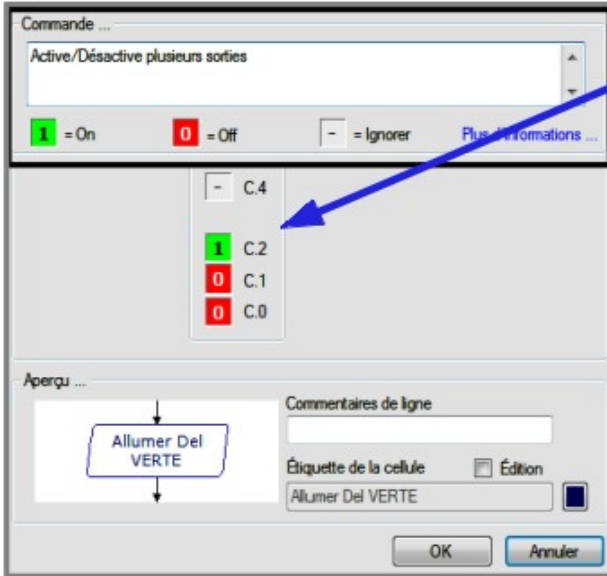 Commande ...
Active/Désactive plusieurs sorties
1 = On 0 = Off - = Ignorer Plus d'informations ...
- C.4
1 C.2
0 C.1
0 C.0
Aperçu ...
Allumer Del
VERTE
Commentaires de ligne
Étiquette de la cellule Édition
Allumer Del VERTE
OK Annuler